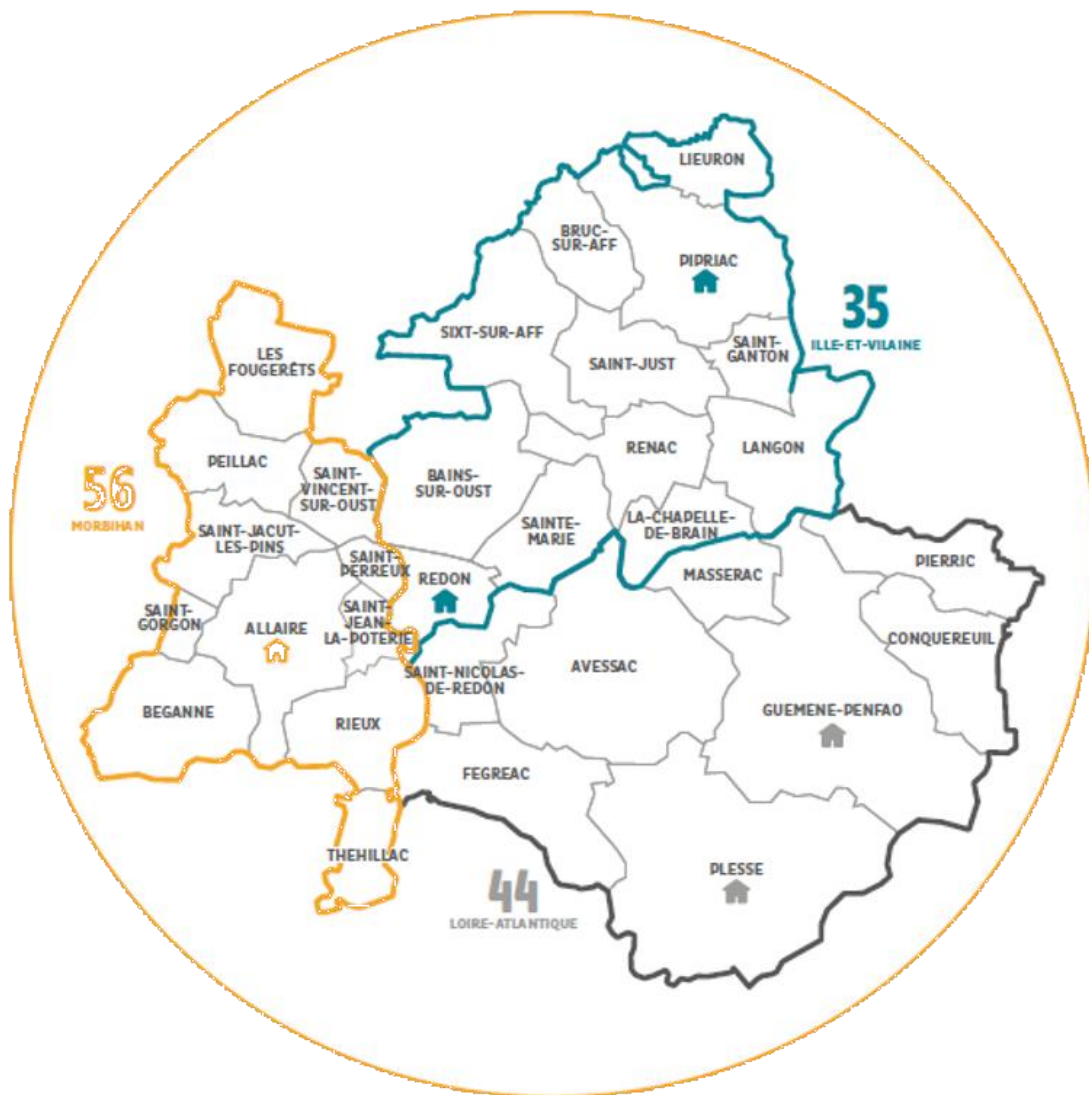 LIEURON
BRUC-
SUR-AFF
PIPRIAC
35
ILLE-ET-VILAINE
SIXT-SUR-AFF
SAINT-
GANTON
SAINT-JUST
LES
FOUGERÊTS
RENAC
LANGON
PEILLAC
56
MORBIHAN
SAINT-
VINCENT-
SUR-OUST
BAINS-
SUR-OUST
SAINTE-
MARIE
LA-CHAPELLE-
DE-BRAIN
SAINT-JACUT-
LES-PINS
SAINT-
PERREUX
REDON
MASSERAC
PIERRIC
SAINT-
GORGON
ALLAIRE
SAINT-
JEAN-
LA-POTERIE
CONQUEREUIL
SAINT-NICOLAS-
DE-REDON
AVESSAC
BEGANNE
RIEUX
GUEMENE-PENFAO
FEGREAC
THEHILLAC
PLESSE
44
LOIRE-ATLANTIQUE